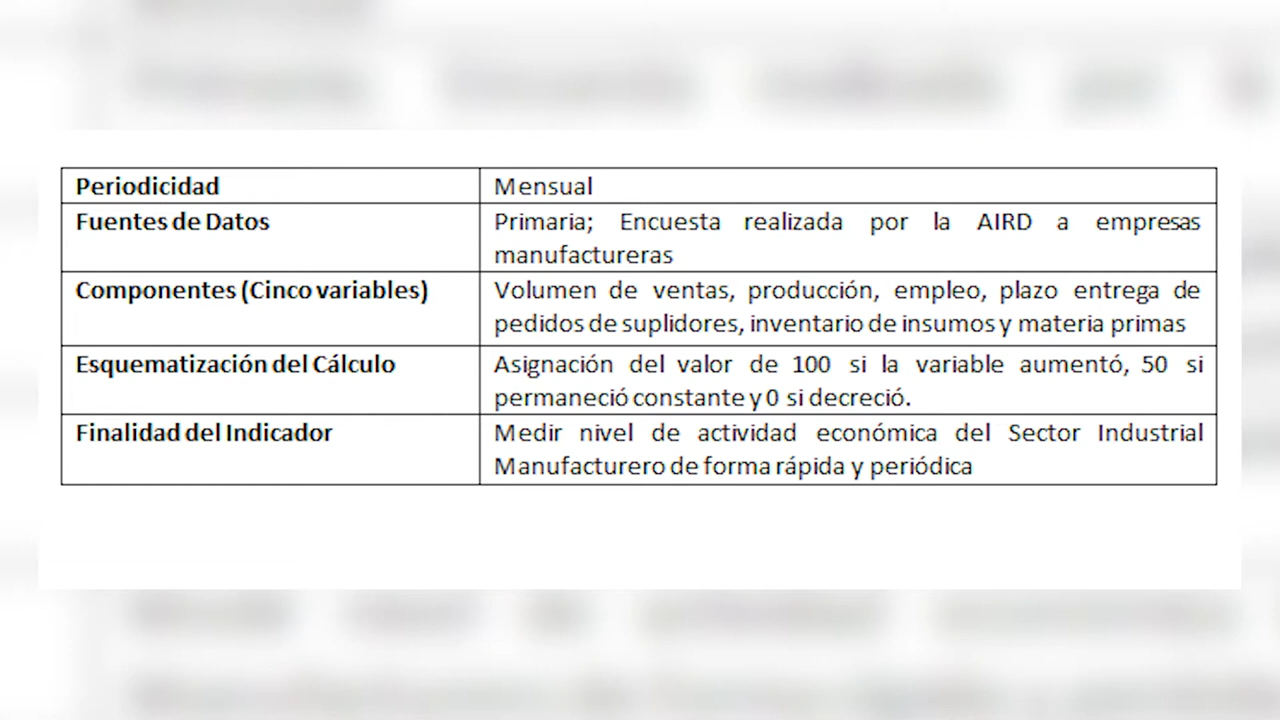 Periodicidad
Mensual
Fuentes de Datos
Primaria; Encuesta realizada por la AIRD a empresas
manufactureras
Componentes (Cinco variables)
Volumen de ventas, producción, empleo, plazo entrega de
pedidos de suplidores, inventario de insumos y materia primas
Esquematización del Cálculo
Asignación del valor de 100 si la variable aumentó, 50 si
permaneció constante y 0 si decreció.
Finalidad del Indicador
Medir nivel de actividad económica del Sector Industrial
Manufacturero de forma rápida y periódica